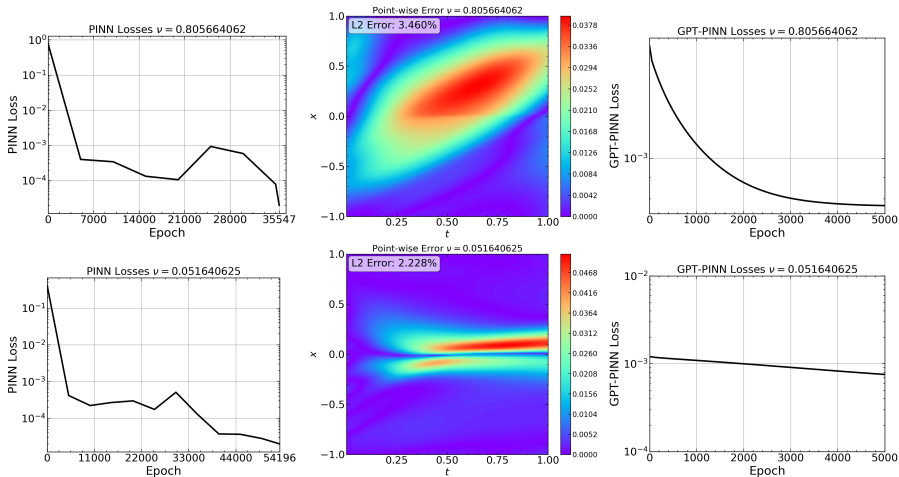 PINN Losses ν = 0.805664062
10⁰
10⁻¹
10⁻²
10⁻³
10⁻⁴
PINN Loss
0 7000 14000 21000 28000 35547
Epoch
Point-wise Error ν = 0.805664062
L2 Error: 3.460%
1.0
0.5
0.0
−0.5
−1.0
x
0.25 0.50 0.75 1.00
t
0.0378
0.0336
0.0294
0.0252
0.0210
0.0168
0.0126
0.0084
0.0042
0.0000
GPT-PINN Losses ν = 0.805664062
10⁻³
GPT-PINN Loss
0 1000 2000 3000 4000 5000
Epoch
PINN Losses ν = 0.051640625
10⁻¹
10⁻²
10⁻³
10⁻⁴
PINN Loss
0 11000 22000 33000 44000 54196
Epoch
Point-wise Error ν = 0.051640625
L2 Error: 2.228%
1.0
0.5
0.0
−0.5
−1.0
x
0.25 0.50 0.75 1.00
t
0.0468
0.0416
0.0364
0.0312
0.0260
0.0208
0.0156
0.0104
0.0052
0.0000
GPT-PINN Losses ν = 0.051640625
10⁻²
10⁻³
10⁻⁴
GPT-PINN Loss
0 1000 2000 3000 4000 5000
Epoch